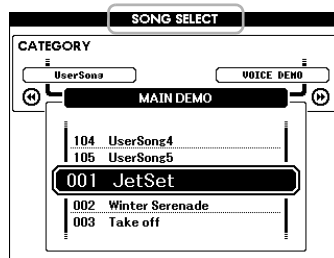 SONG SELECT
CATEGORY
UserSong VOICE DEMO
MAIN DEMO
104 UserSong4
105 UserSong5
001 JetSet
002 Winter Serenade
003 Take off